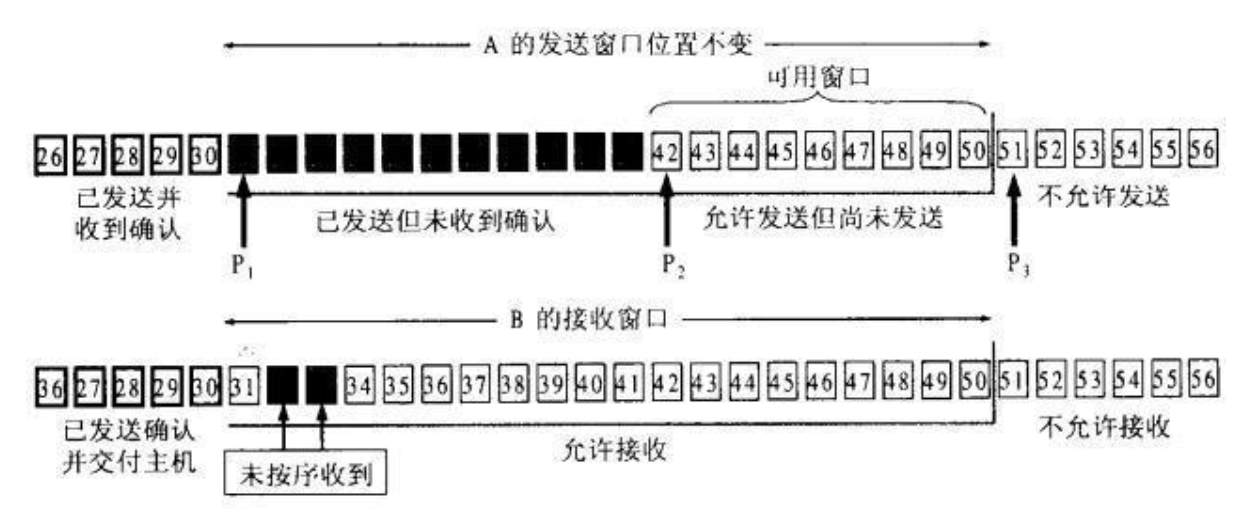 A 的发送窗口位置不变
可用窗口
26 27 28 29 30 42 43 44 45 46 47 48 49 50 51 52 53 54 55 56
已发送并
收到确认
已发送但未收到确认
允许发送但尚未发送
不允许发送
P1
P2
P3
B 的接收窗口
36 27 28 29 30 31 34 35 36 37 38 39 40 41 42 43 44 45 46 47 48 49 50 51 52 53 54 55 56
已发送确认
并交付主机
未按序收到
允许接收
不允许接收